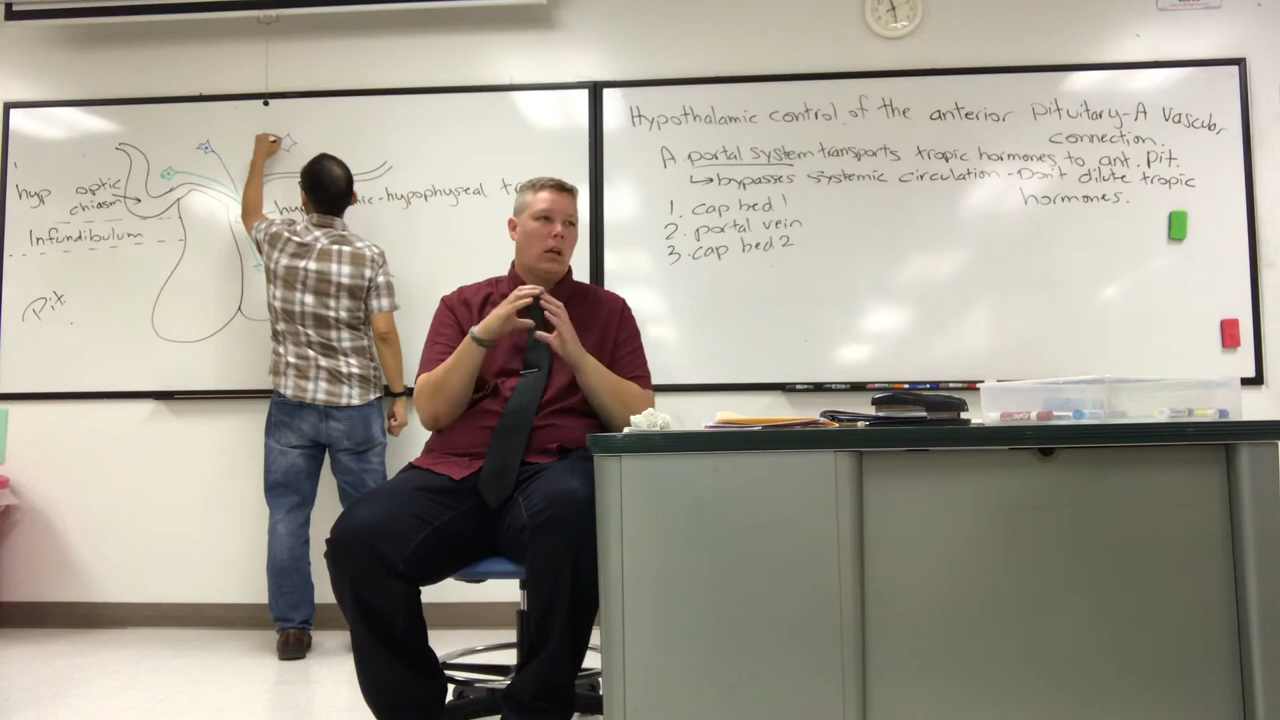 hyp optic
chiasm
Infundibulum
Pit.
-hypophyseal
Hypothalamic control of the anterior pituitary-A vascular
connection.
A portal system transports tropic hormones to ant. Pit.
↳bypasses systemic circulation - Don't dilute tropic
hormones.
1. cap bed 1
2. portal vein
3. cap bed 2